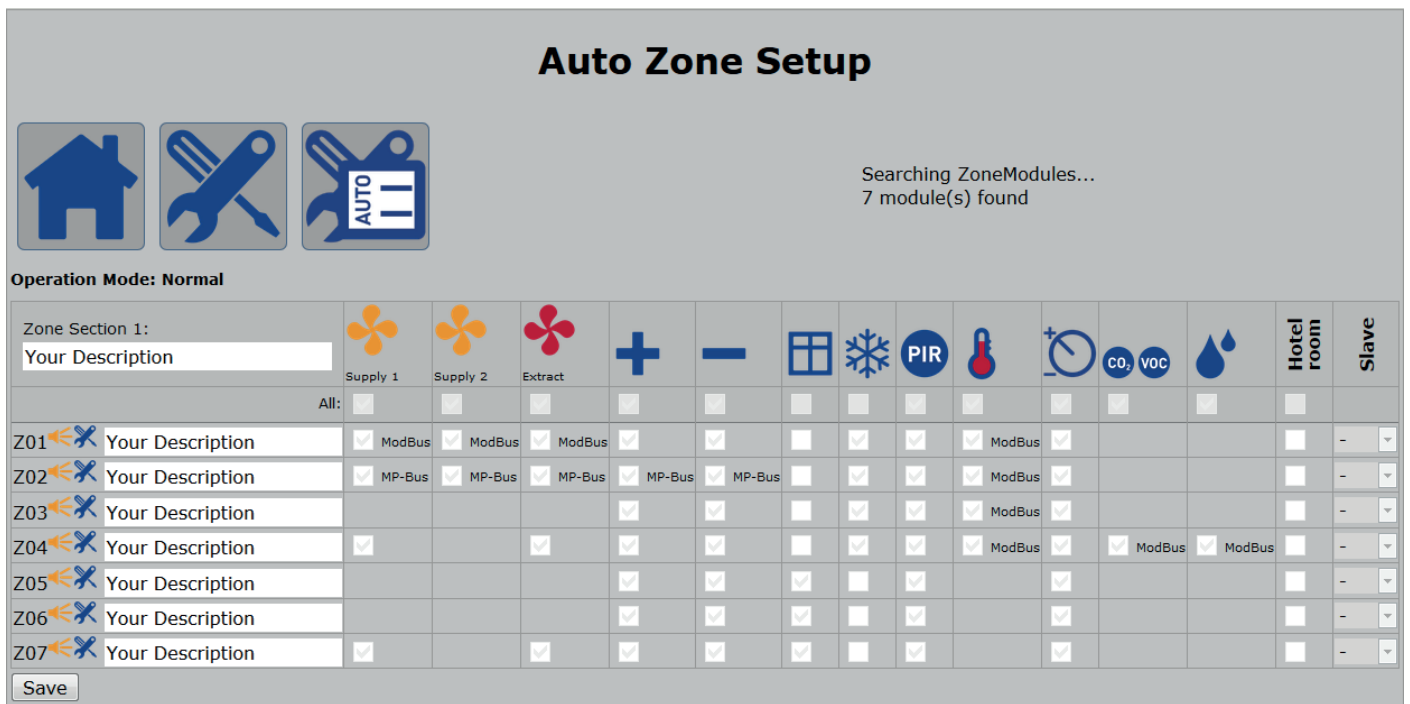 Auto Zone Setup
AUTO
Searching ZoneModules...
7 module(s) found
Operation Mode: Normal
Zone Section 1:
Your Description
Supply 1 Supply 2 Extract PIR CO₂ VOC Hotel room Slave
All:
Z01 Your Description ModBus ModBus ModBus ModBus -
Z02 Your Description MP-Bus MP-Bus MP-Bus MP-Bus MP-Bus ModBus -
Z03 Your Description ModBus -
Z04 Your Description ModBus ModBus ModBus -
Z05 Your Description -
Z06 Your Description -
Z07 Your Description -
Save